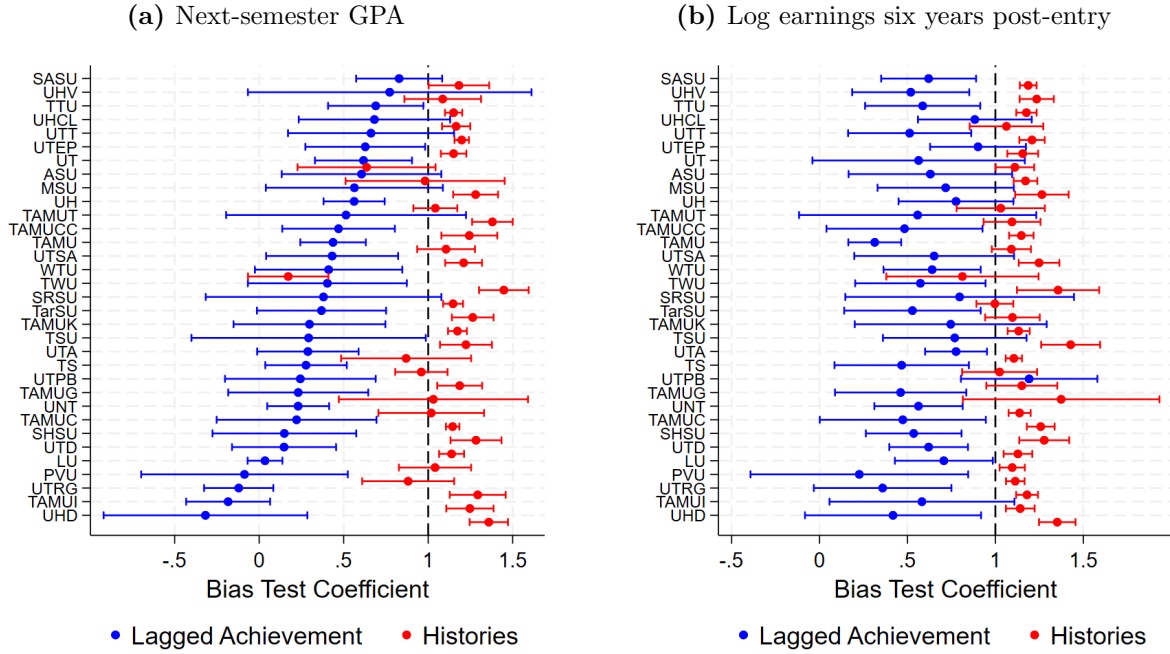 (a) Next-semester GPA
SASU
UHV
TTU
UHCL
UTT
UTEP
UT
ASU
MSU
UH
TAMUT
TAMUCC
TAMU
UTSA
WTU
TWU
SRSU
TarSU
TAMUK
TSU
UTA
TS
UTPB
TAMUG
UNT
TAMUC
SHSU
UTD
LU
PVU
UTRG
TAMUI
UHD
-.5 0 .5 1 1.5
Bias Test Coefficient
Lagged Achievement Histories
(b) Log earnings six years post-entry
SASU
UHV
TTU
UHCL
UTT
UTEP
UT
ASU
MSU
UH
TAMUT
TAMUCC
TAMU
UTSA
WTU
TWU
SRSU
TarSU
TAMUK
TSU
UTA
TS
UTPB
TAMUG
UNT
TAMUC
SHSU
UTD
LU
PVU
UTRG
TAMUI
UHD
-.5 0 .5 1 1.5
Bias Test Coefficient
Lagged Achievement Histories